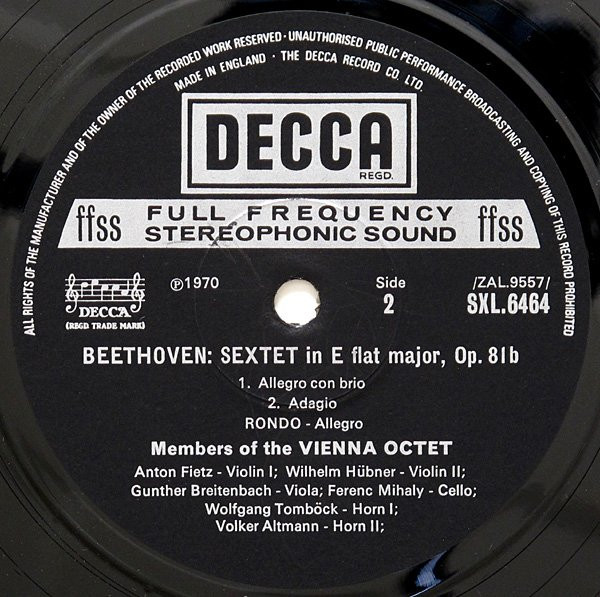 ALL RIGHTS OF THE MANUFACTURER AND OF THE OWNER OF THE RECORDED WORK RESERVED · UNAUTHORISED PUBLIC PERFORMANCE BROADCASTING AND COPYING OF THIS RECORD PROHIBITED
MADE IN ENGLAND · THE DECCA RECORD CO. LTD.
DECCA
REGD.
ffss FULL FREQUENCY STEREOPHONIC SOUND ffss
DECCA
(REGD TRADE MARK)
℗1970
Side
2
/ZAL.9557/
SXL.6464
BEETHOVEN: SEXTET in E flat major, Op. 81b
1. Allegro con brio
2. Adagio
RONDO - Allegro
Members of the VIENNA OCTET
Anton Fietz - Violin I; Wilhelm Hübner - Violin II;
Gunther Breitenbach - Viola; Ferenc Mihaly - Cello;
Wolfgang Tomböck - Horn I;
Volker Altmann - Horn II;